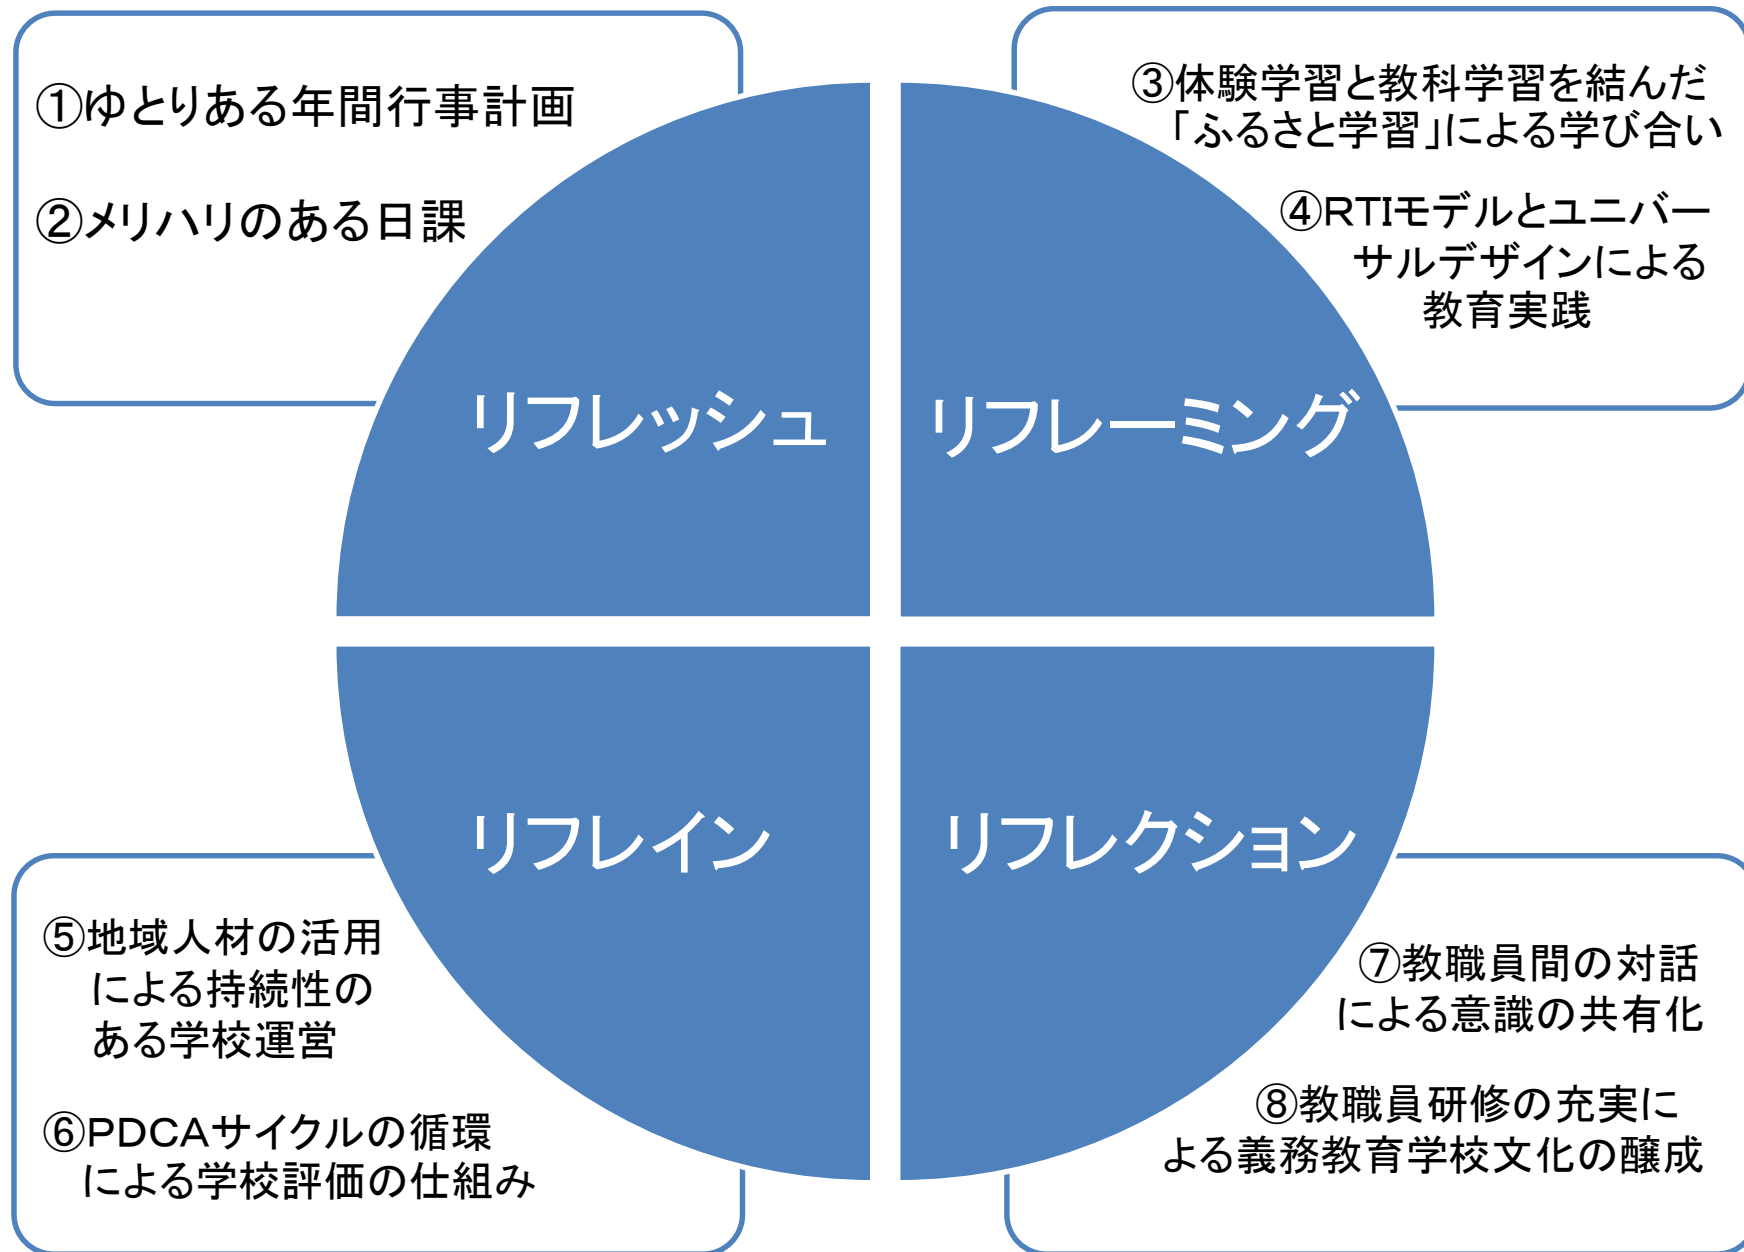 ①ゆとりある年間行事計画
②メリハリのある日課
リフレッシュ
③体験学習と教科学習を結んだ
「ふるさと学習」による学び合い
④RTIモデルとユニバー
サルデザインによる
教育実践
リフレーミング
リフレイン
⑤地域人材の活用
による持続性の
ある学校運営
⑥PDCAサイクルの循環
による学校評価の仕組み
リフレクション
⑦教職員間の対話
による意識の共有化
⑧教職員研修の充実に
よる義務教育学校文化の醸成